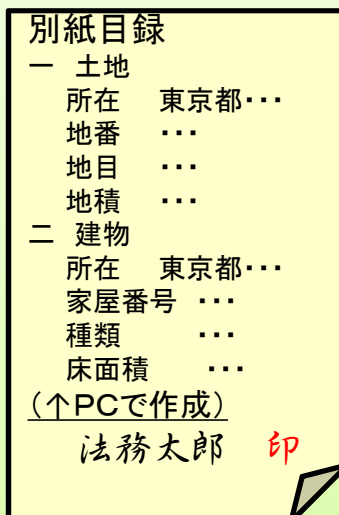 別紙目録
一 土地
所在 東京都・・・
地番 ・・・
地目 ・・・
地積 ・・・
二 建物
所在 東京都・・・
家屋番号 ・・・
種類 ・・・
床面積 ・・・
(↑PCで作成)
法務太郎 印